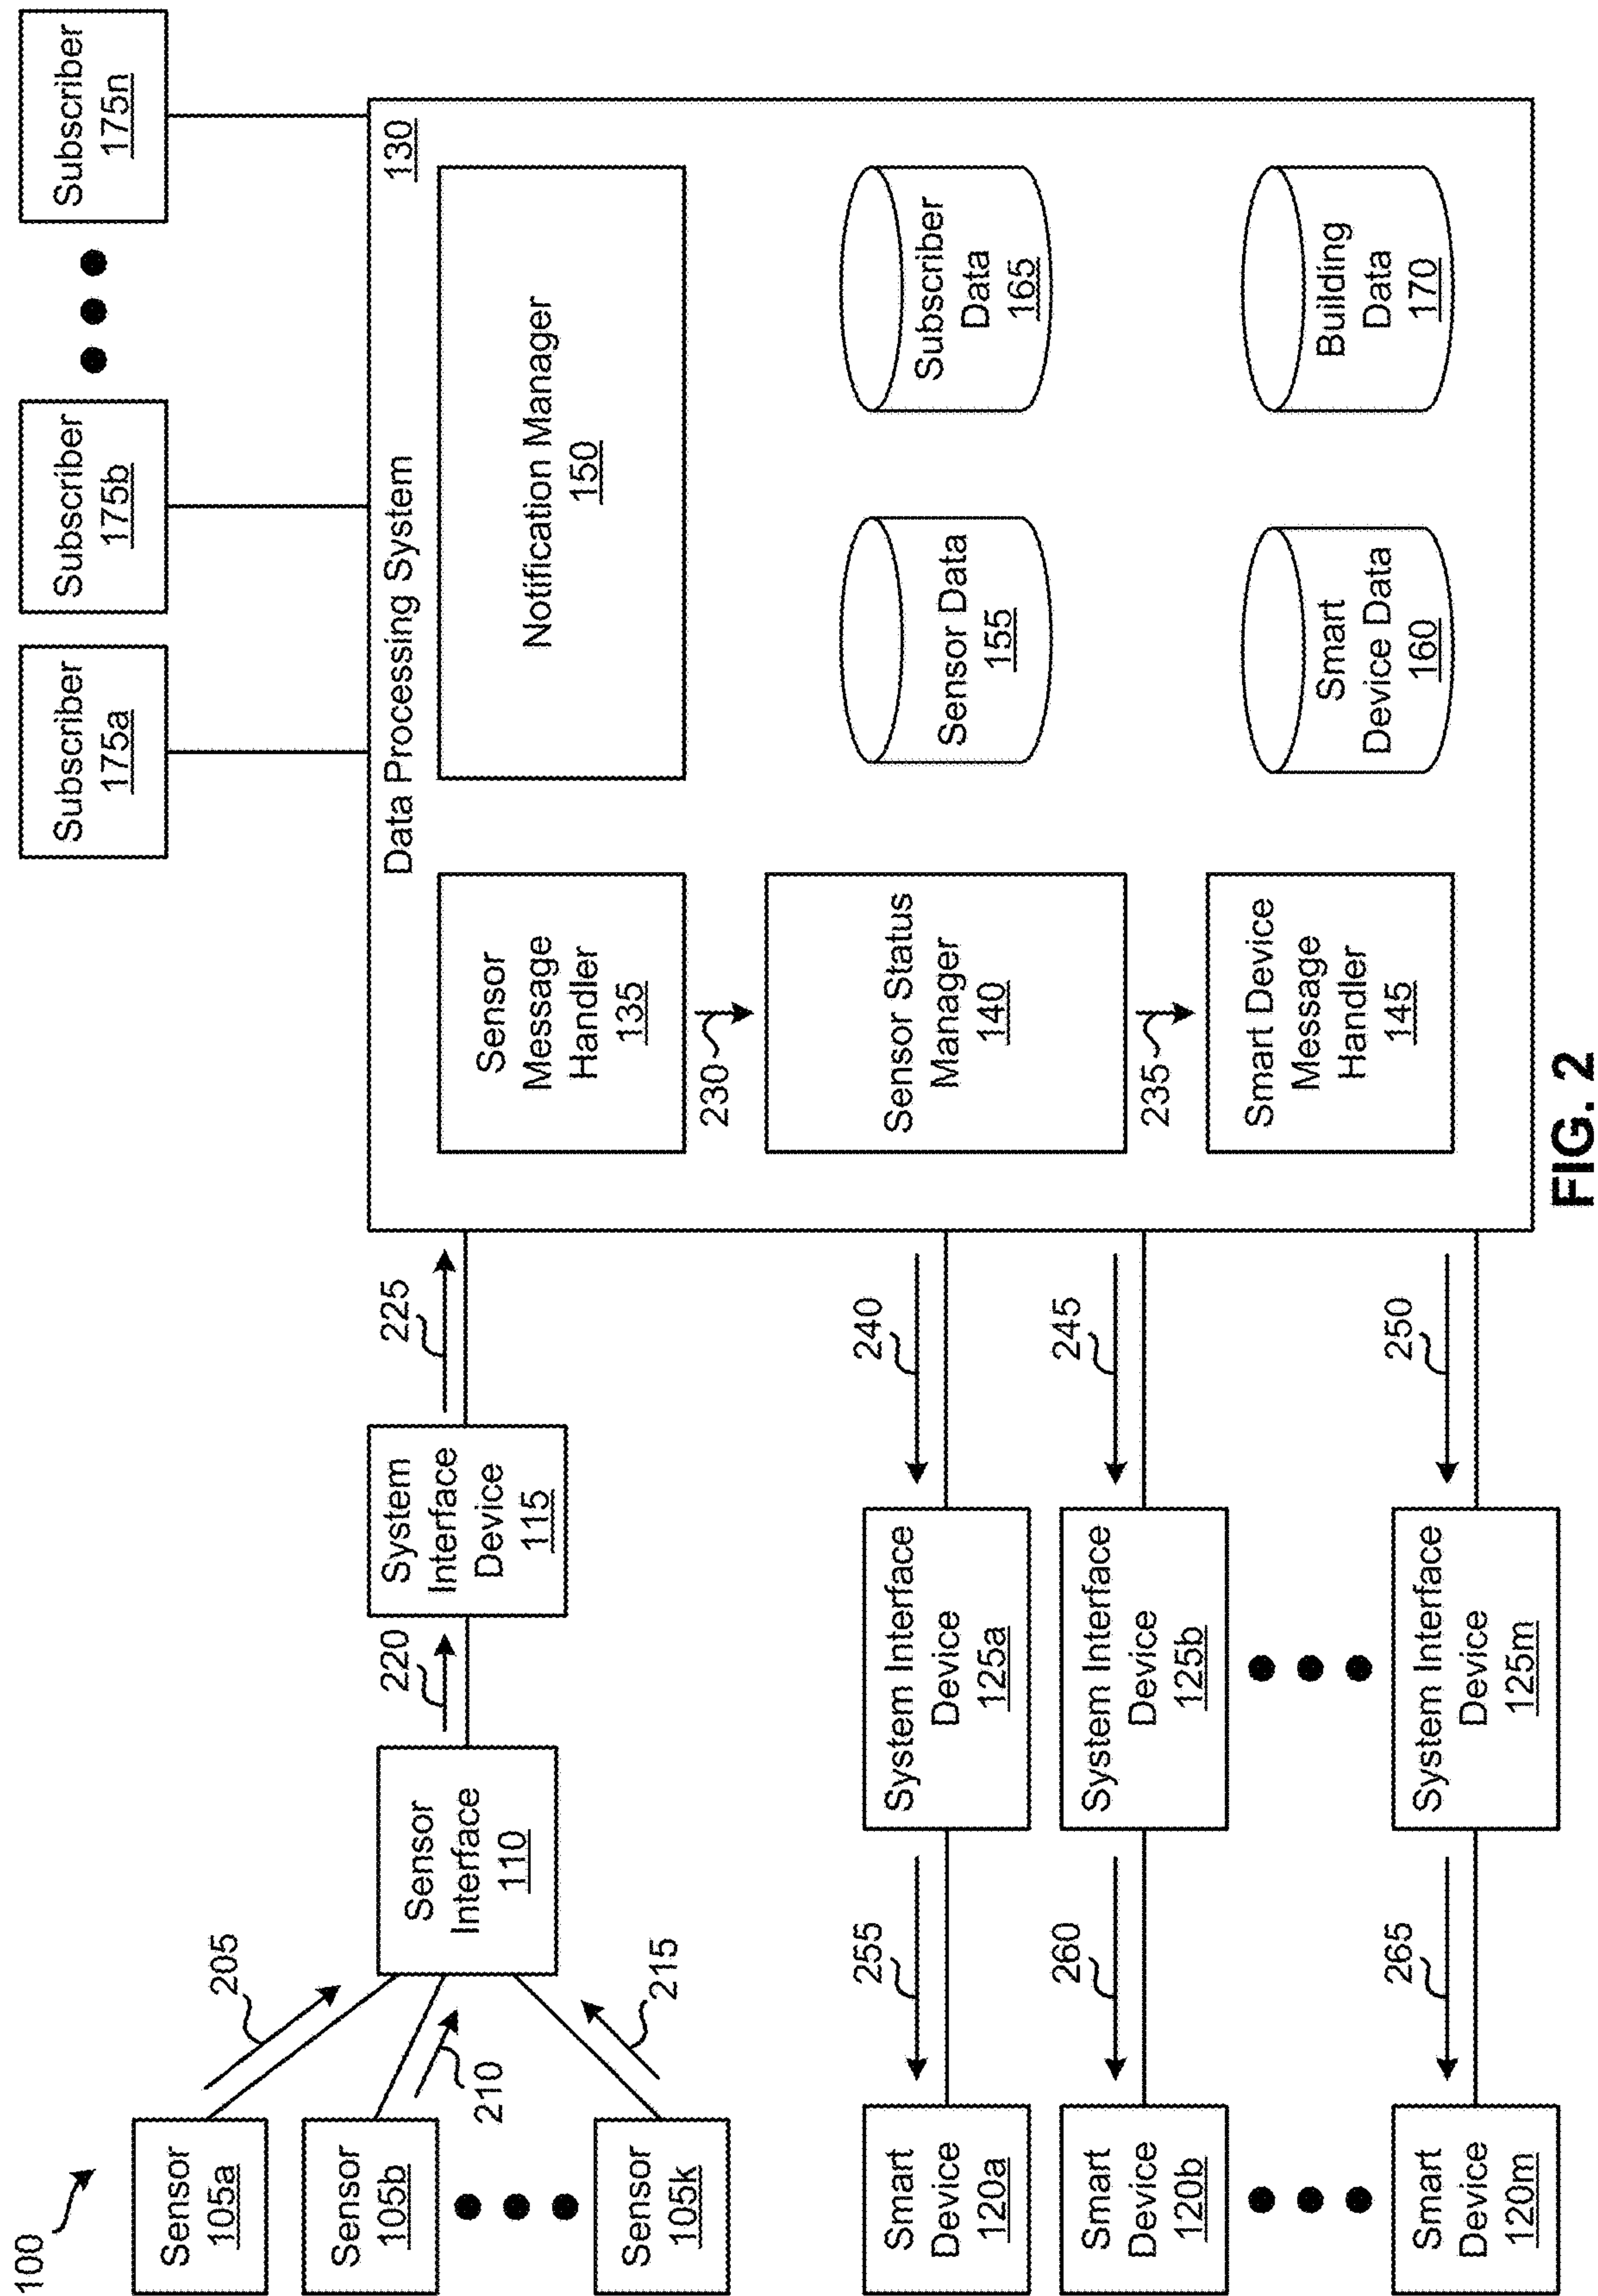 100
Sensor
105a
Sensor
105b
Sensor
105k
205
210
215
Sensor
Interface
110
220
System
Interface
Device
115
225
Subscriber
175a
Subscriber
175b
Subscriber
175n
Data Processing System
130
Sensor
Message
Handler
135
230
Sensor Status
Manager
140
235
Smart Device
Message
Handler
145
Notification Manager
150
Sensor Data
155
Subscriber
Data
165
Smart
Device Data
160
Building
Data
170
Smart
Device
120a
255
System Interface
Device
125a
240
Smart
Device
120b
260
System Interface
Device
125b
245
Smart
Device
120m
265
System Interface
Device
125m
250
FIG. 2